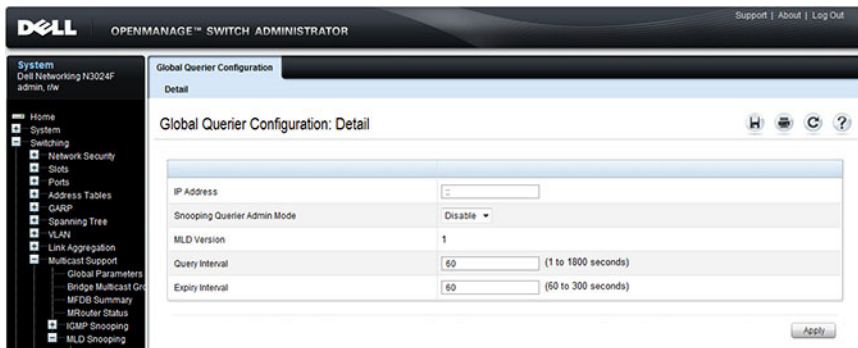 Support | About | Log Out
DELL OPENMANAGE™ SWITCH ADMINISTRATOR
System
Dell Networking N3024F
admin, r/w
Home
System
Switching
Network Security
Slots
Ports
Address Tables
GARP
Spanning Tree
VLAN
Link Aggregation
Multicast Support
Global Parameters
Bridge Multicast Gro
MFDB Summary
MRouter Status
IGMP Snooping
MLD Snooping
Global Querier Configuration
Detail
Global Querier Configuration: Detail
IP Address ::
Snooping Querier Admin Mode Disable
MLD Version 1
Query Interval 60 (1 to 1800 seconds)
Expiry Interval 60 (60 to 300 seconds)
Apply